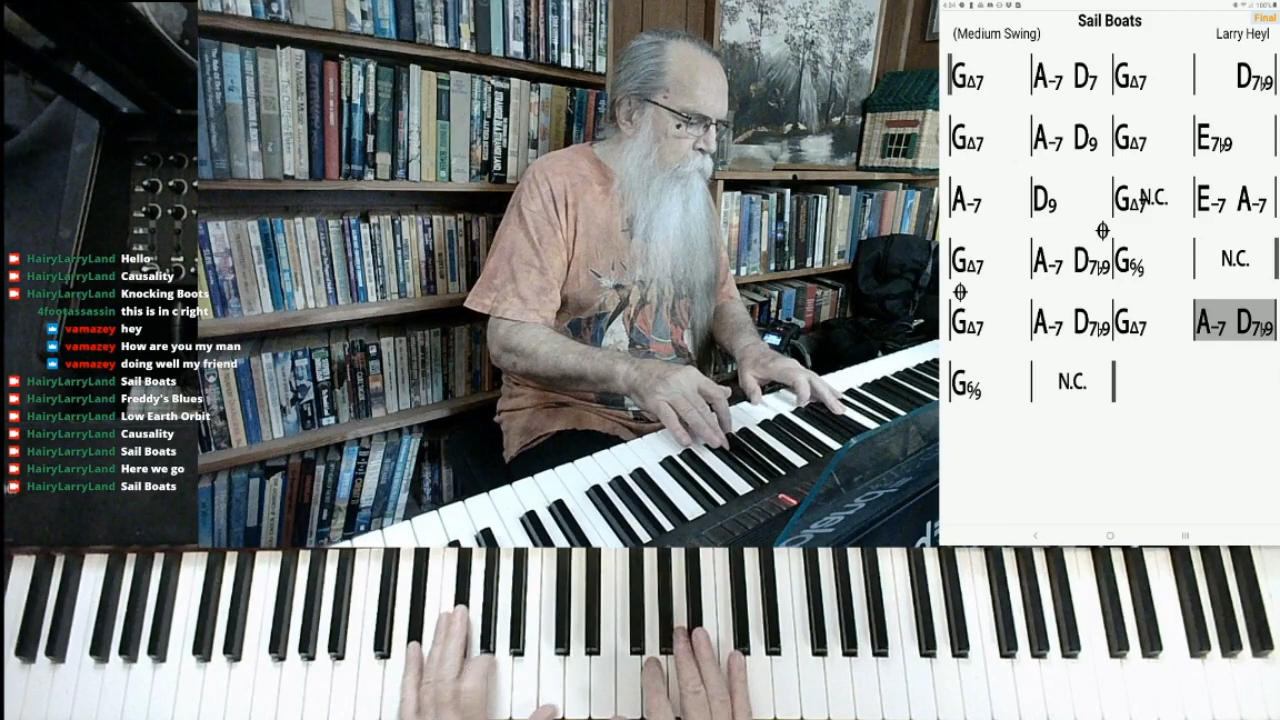 HairyLarryLand Hello
HairyLarryLand Causality
HairyLarryLand Knocking Boots
4footassassin this is in c right
vamazey hey
vamazey How are you my man
vamazey doing well my friend
HairyLarryLand Sail Boats
HairyLarryLand Freddy's Blues
HairyLarryLand Low Earth Orbit
HairyLarryLand Causality
HairyLarryLand Sail Boats
HairyLarryLand Here we go
HairyLarryLand Sail Boats
4:04
100%
Sail Boats
Final
(Medium Swing)
Larry Heyl
GΔ7 A-7 D7 GΔ7 D7♭9
GΔ7 A-7 D9 GΔ7 E7♭9
A-7 D9 GΔ7 N.C. E-7 A-7
GΔ7 A-7 D7♭9 G6/9 N.C.
GΔ7 A-7 D7♭9 GΔ7 A-7 D7♭9
G6/9 N.C.